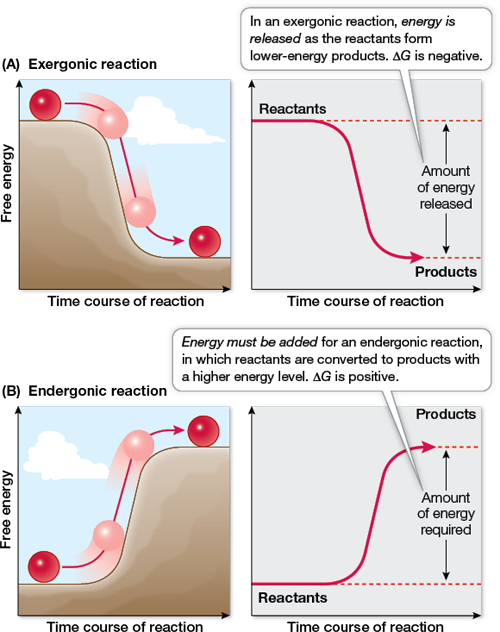 In an exergonic reaction, energy is
released as the reactants form
lower-energy products. ΔG is negative.
(A) Exergonic reaction
Free energy
Time course of reaction
Reactants
Amount
of energy
released
Products
Time course of reaction
Energy must be added for an endergonic reaction,
in which reactants are converted to products with
a higher energy level. ΔG is positive.
(B) Endergonic reaction
Free energy
Time course of reaction
Products
Amount
of energy
required
Reactants
Time course of reaction